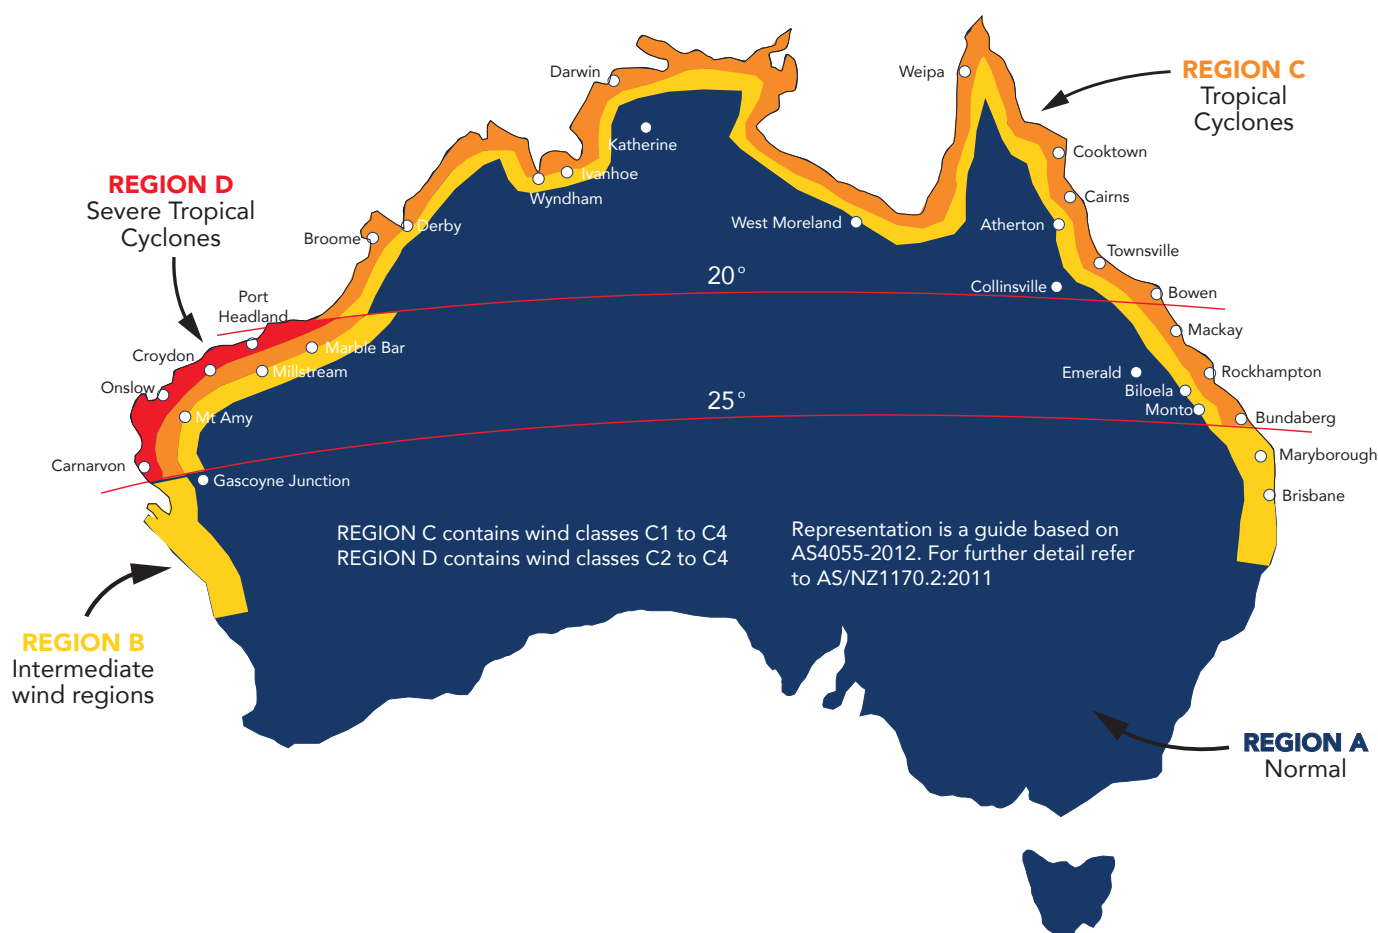 Darwin
Weipa
REGION C
Tropical
Cyclones
Katherine
Cooktown
Ivanhoe
Wyndham
REGION D
Severe Tropical
Cyclones
Cairns
Broome
Derby
West Moreland
Atherton
Townsville
20°
Collinsville
Bowen
Port
Headland
Mackay
Croydon
Marble Bar
Millstream
Emerald
Rockhampton
Onslow
Biloela
25°
Monto
Mt Amy
Bundaberg
Carnarvon
Maryborough
Gascoyne Junction
Brisbane
REGION C contains wind classes C1 to C4
REGION D contains wind classes C2 to C4
Representation is a guide based on
AS4055-2012. For further detail refer
to AS/NZ1170.2:2011
REGION B
Intermediate
wind regions
REGION A
Normal